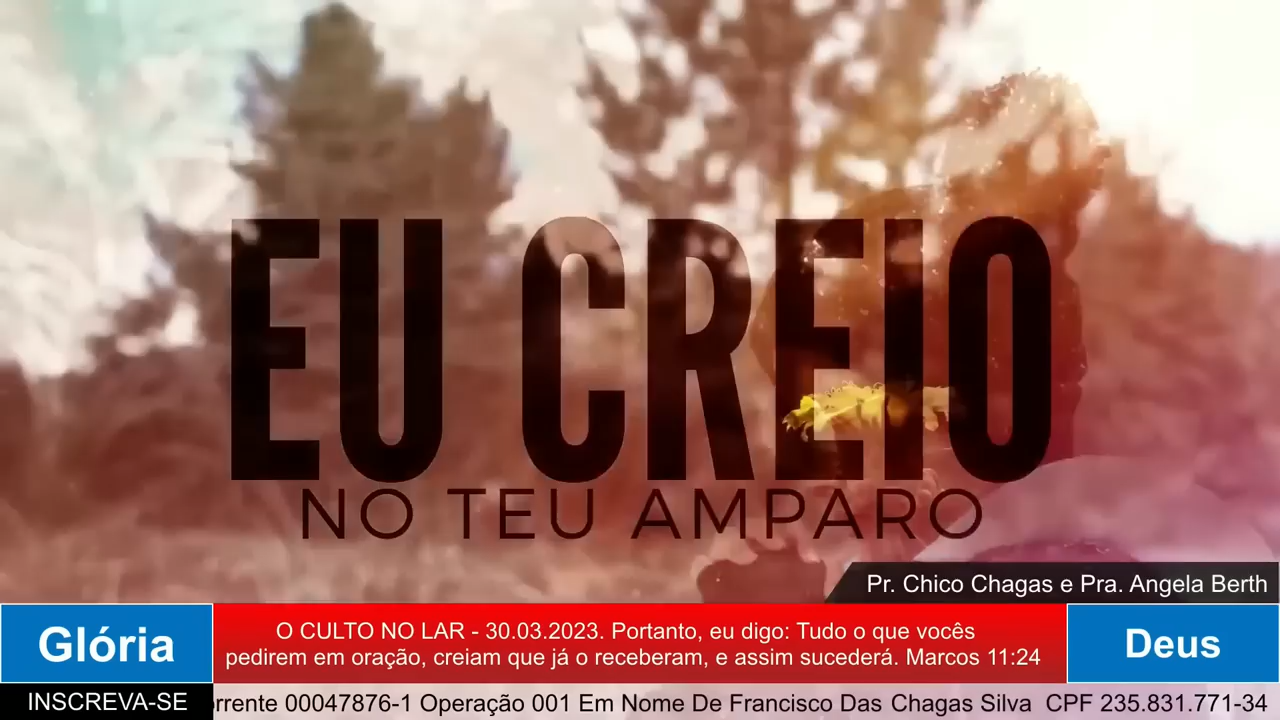 EU CREIO
NO TEU AMPARO
Pr. Chico Chagas e Pra. Angela Berth
Glória
O CULTO NO LAR - 30.03.2023. Portanto, eu digo: Tudo o que vocês
pedirem em oração, creiam que já o receberam, e assim sucederá. Marcos 11:24
Deus
INSCREVA-SE
00047876-1 Operação 001 Em Nome De Francisco Das Chagas Silva CPF 235.831.771-34